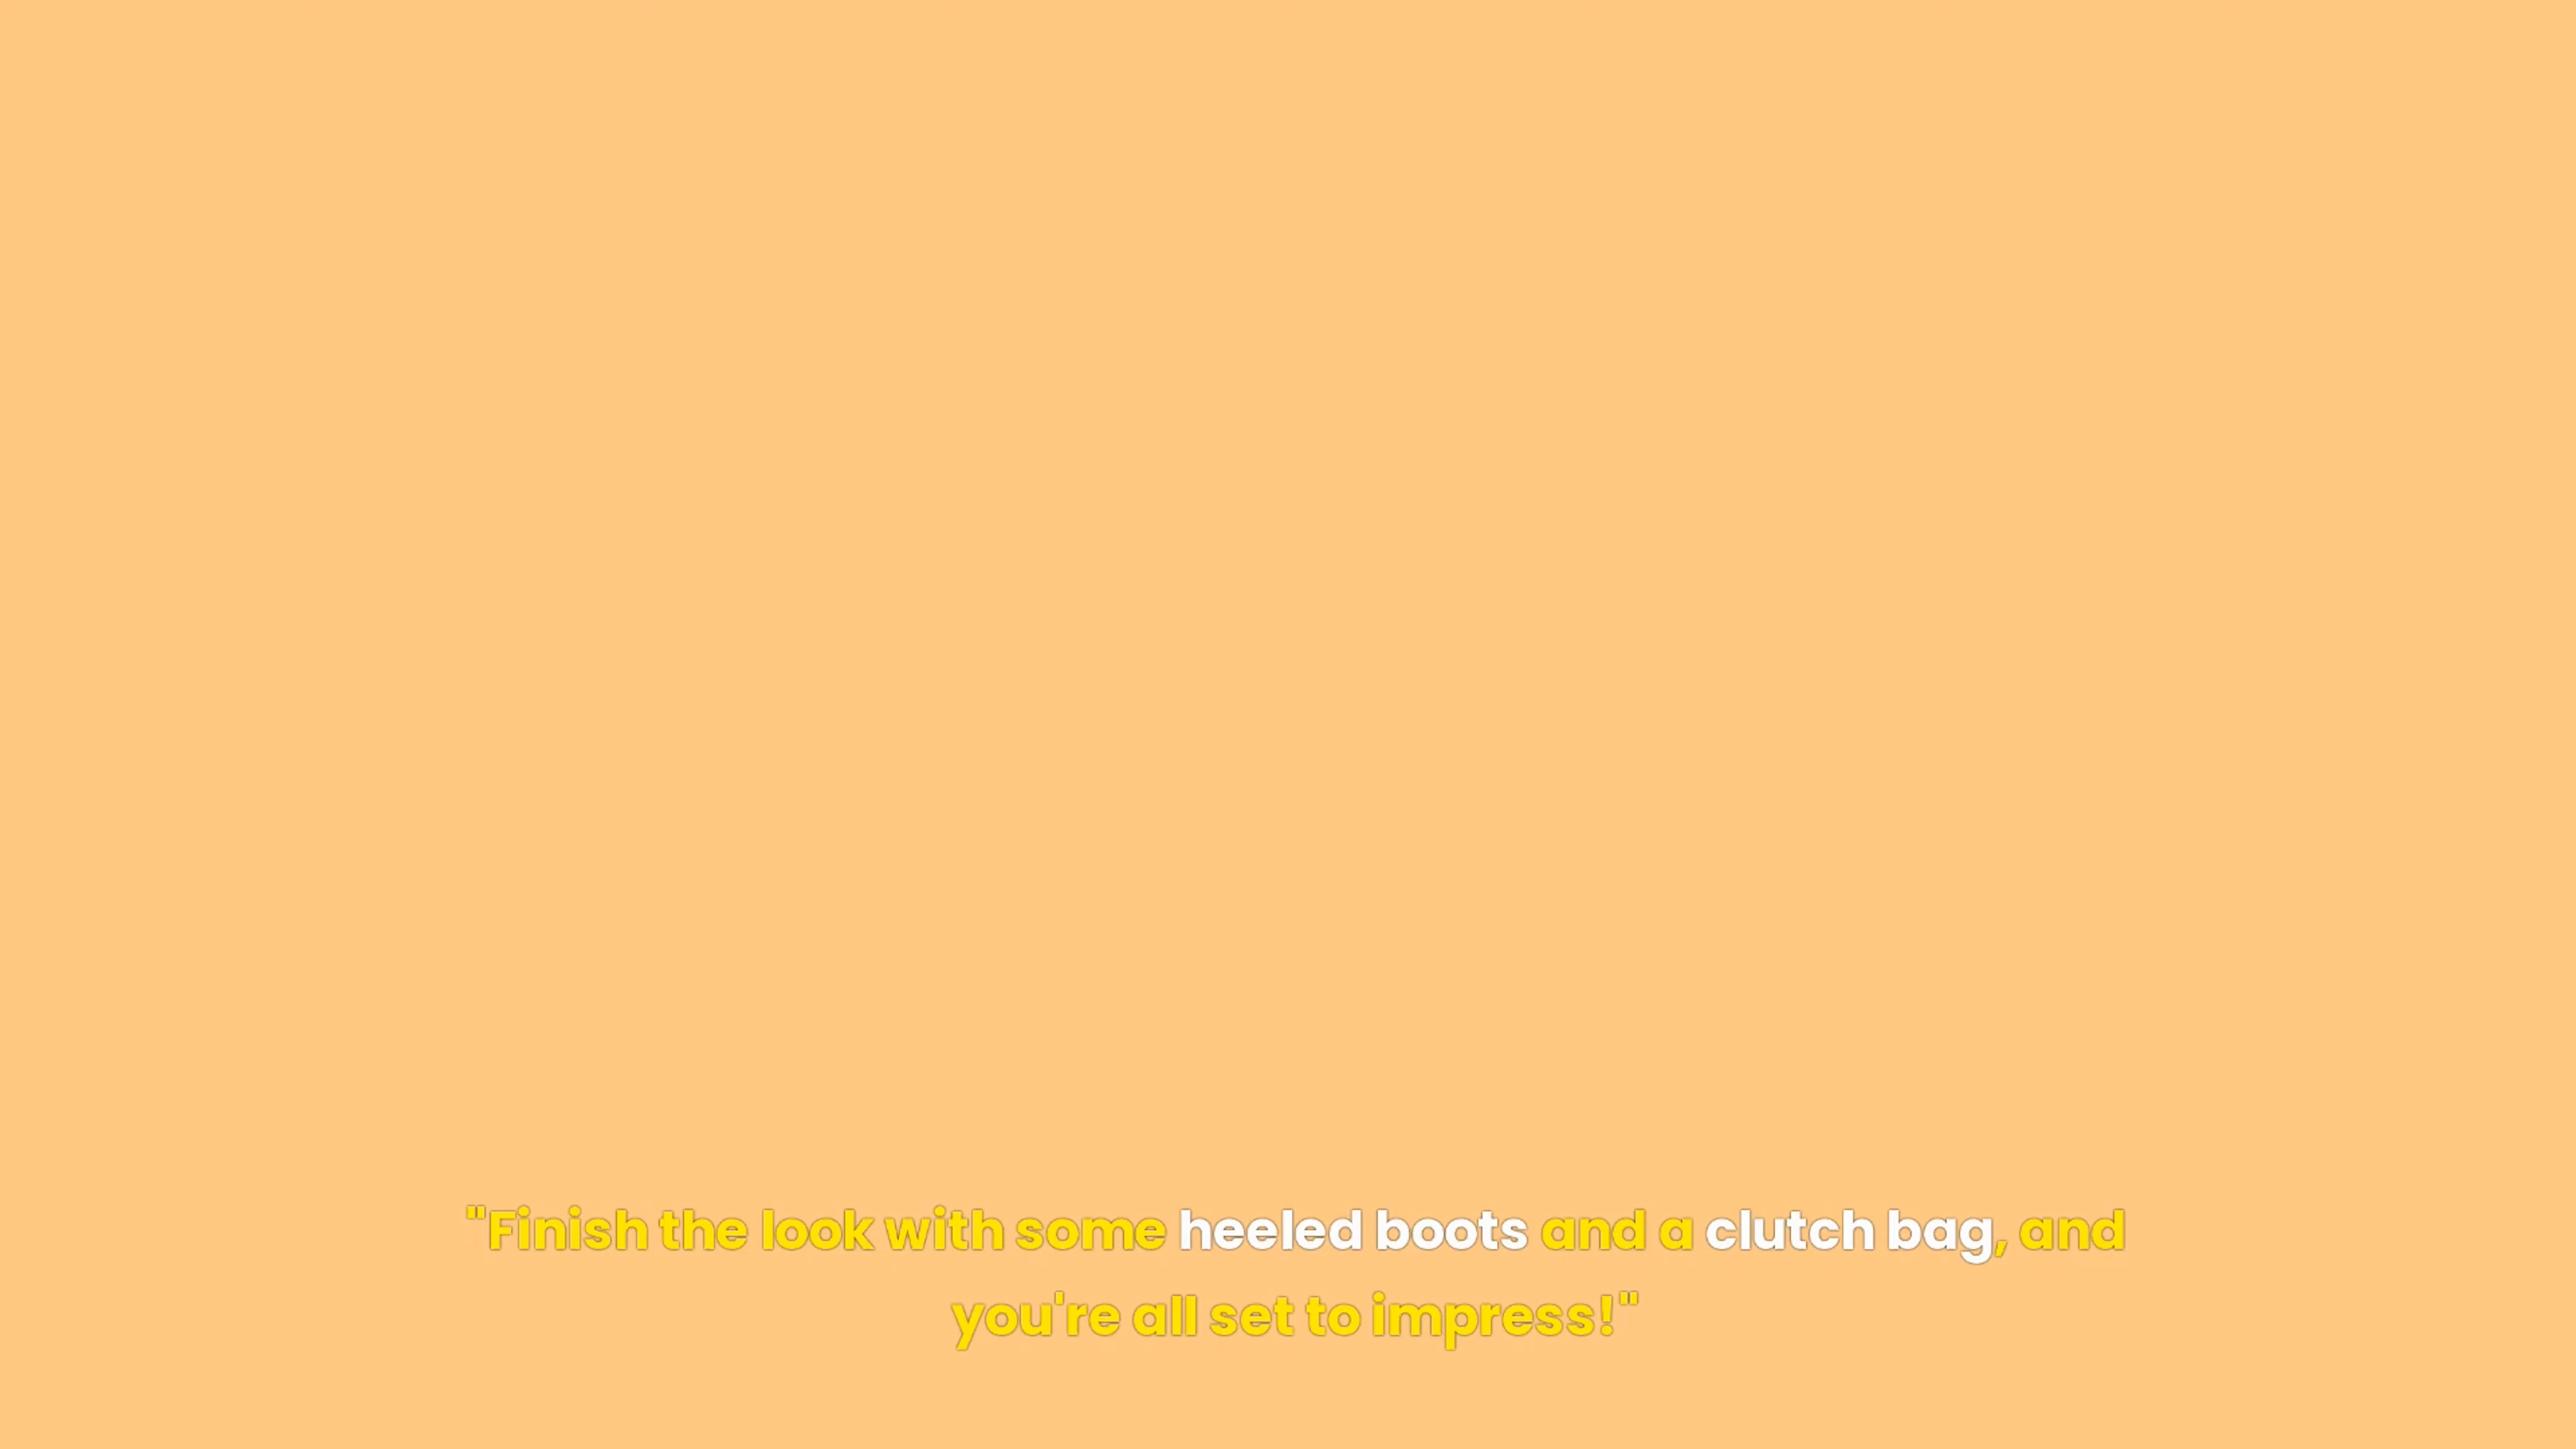 "Finish the look with some heeled boots and a clutch bag, and
you're all set to impress!"